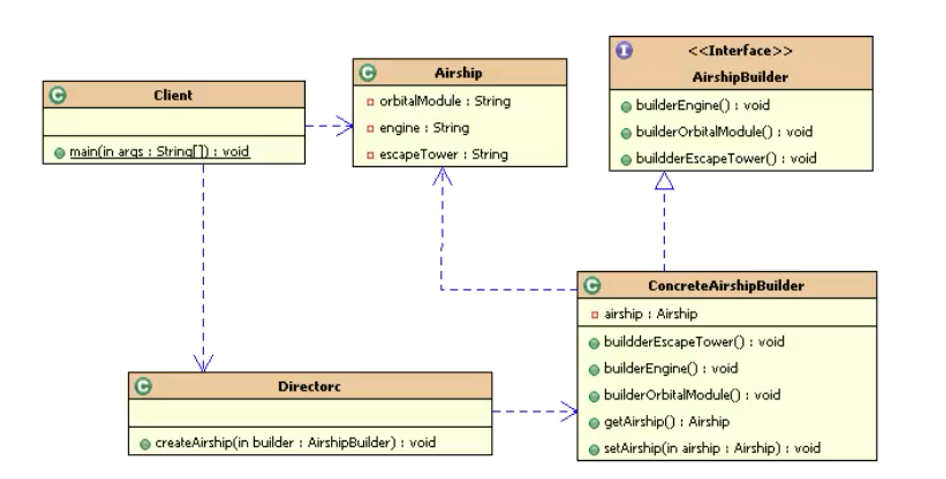 Client
main(in args : String[]) : void
Airship
orbitalModule : String
engine : String
escapeTower : String
I
<<Interface>>
AirshipBuilder
builderEngine() : void
builderOrbitalModule() : void
buildderEscapeTower() : void
C
ConcreteAirshipBuilder
airship : Airship
buildderEscapeTower() : void
builderEngine() : void
builderOrbitalModule() : void
getAirship() : Airship
setAirship(in airship : Airship) : void
C
Directorc
createAirship(in builder : AirshipBuilder) : void